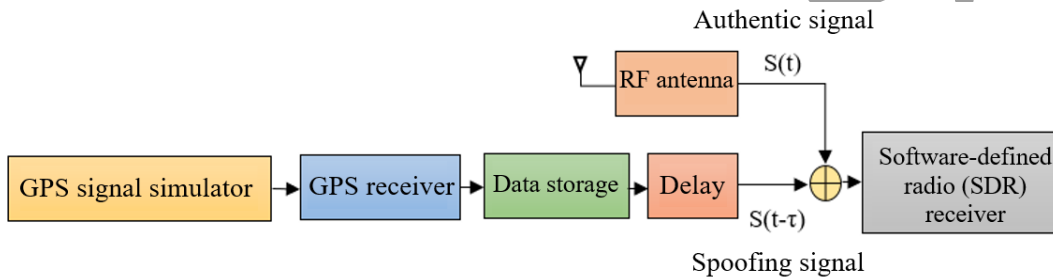 Authentic signal
RF antenna
S(t)
GPS signal simulator
GPS receiver
Data storage
Delay
S(t-τ)
Software-defined
radio (SDR)
receiver
Spoofing signal